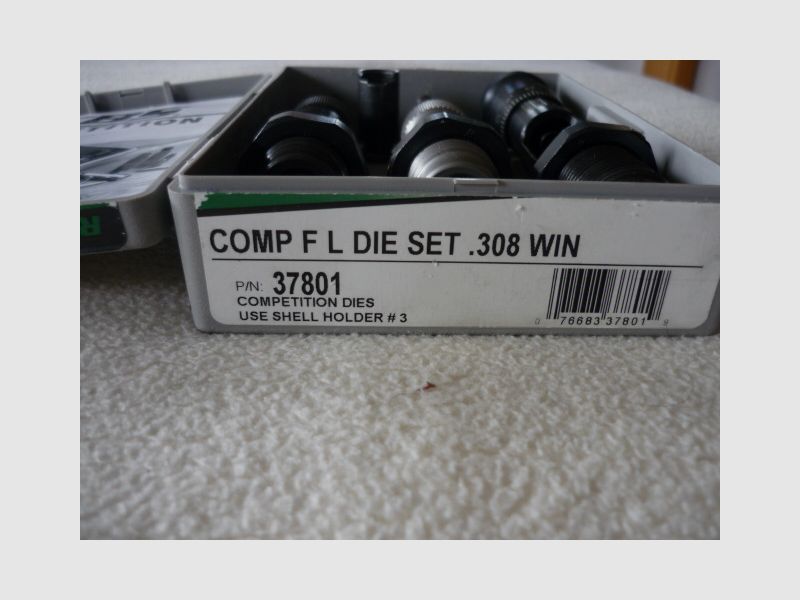 COMP F L DIE SET .308 WIN
P/N: 37801
COMPETITION DIES
USE SHELL HOLDER # 3
0 76683 37801 9